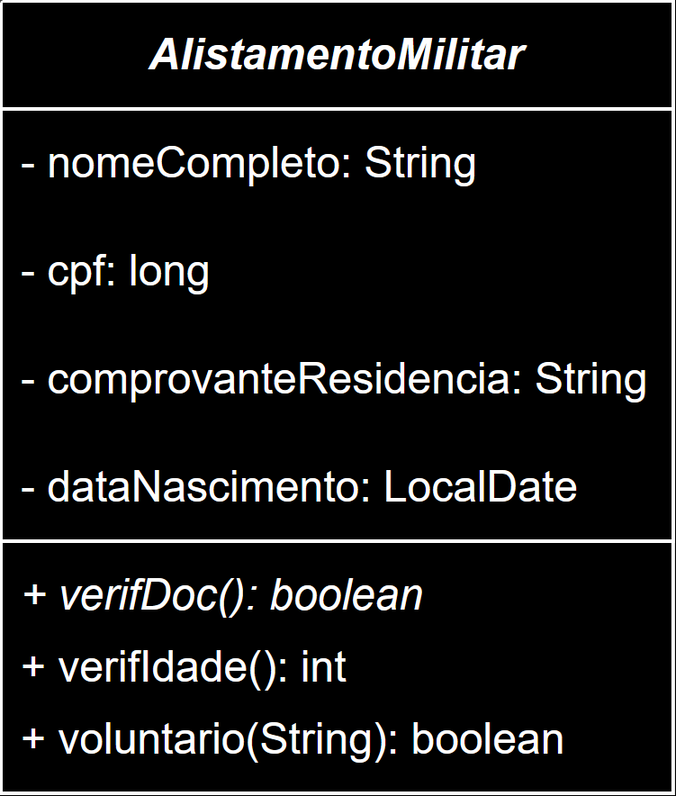 AlistamentoMilitar
- nomeCompleto: String
- cpf: long
- comprovanteResidencia: String
- dataNascimento: LocalDate
+ verifDoc(): boolean
+ verifIdade(): int
+ voluntario(String): boolean